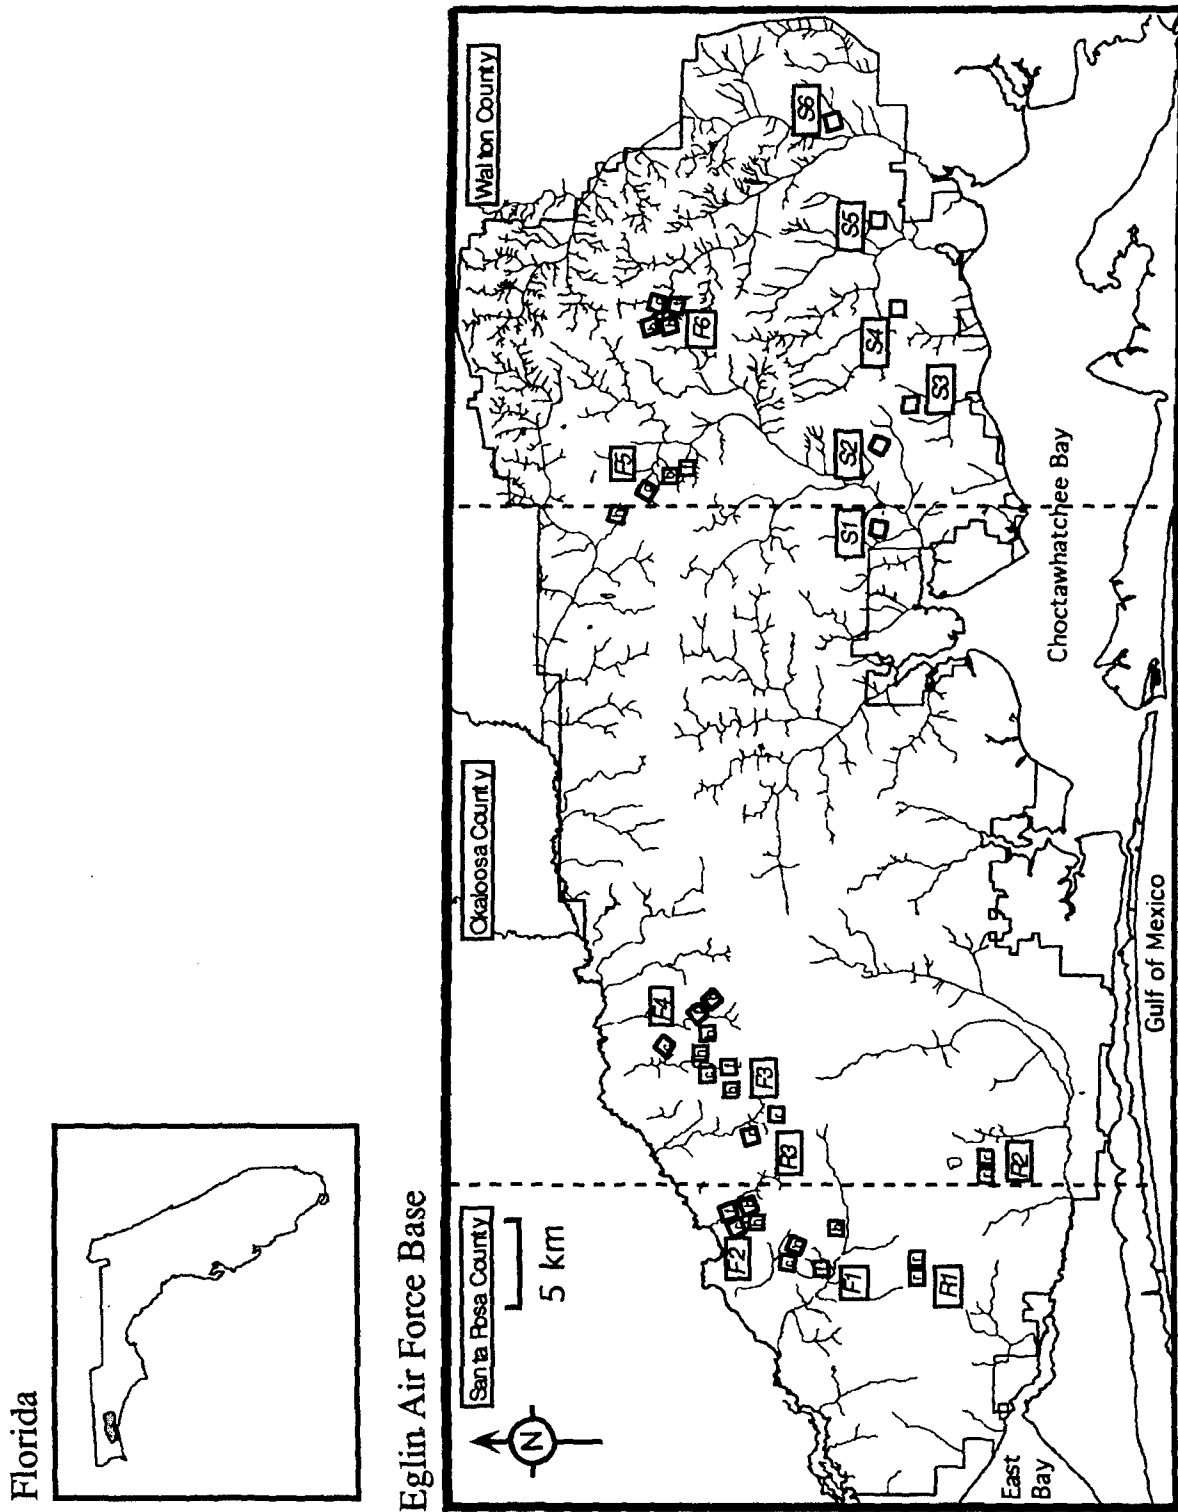 Florida
Eglin Air Force Base
Santa Rosa County
Okaloosa County
Walton County
N
5 km
F1
F2
F3
F4
F5
F6
R1
R2
R3
S1
S2
S3
S4
S5
S6
East
Bay
Choctawhatchee Bay
Gulf of Mexico